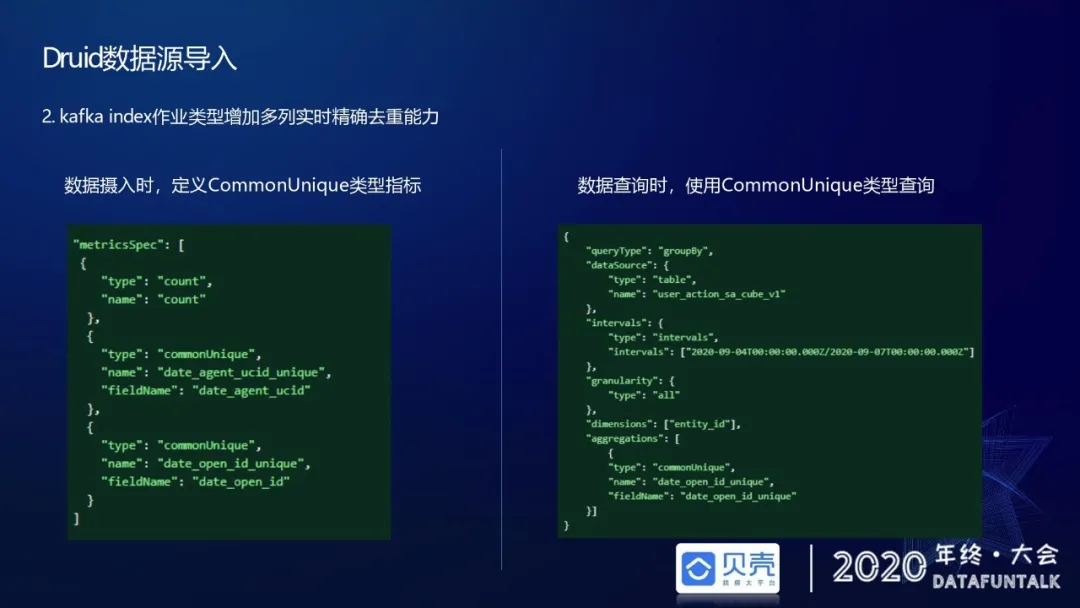 Druid数据源导入
2. kafka index作业类型增加多列实时精确去重能力
数据摄入时，定义CommonUnique类型指标
"metricsSpec": [
{
"type": "count",
"name": "count"
},
{
"type": "commonUnique",
"name": "date_agent_ucid_unique",
"fieldName": "date_agent_ucid"
},
{
"type": "commonUnique",
"name": "date_open_id_unique",
"fieldName": "date_open_id"
}
]
数据查询时，使用CommonUnique类型查询
{
"queryType": "groupBy",
"dataSource": {
"type": "table",
"name": "user_action_sa_cube_v1"
},
"intervals": {
"type": "intervals",
"intervals": ["2020-09-04T00:00:00.000Z/2020-09-07T00:00:00.000Z"]
},
"granularity": {
"type": "all"
},
"dimensions": ["entity_id"],
"aggregations": [
{
"type": "commonUnique",
"name": "date_open_id_unique",
"fieldName": "date_open_id_unique"
}]
}
贝壳
找房大平台
2020 年终·大会
DATAFUNTALK